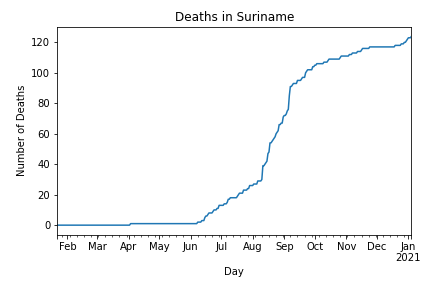 Deaths in Suriname
Number of Deaths
120
100
80
60
40
20
0
Feb Mar Apr May Jun Jul Aug Sep Oct Nov Dec Jan
2021
Day